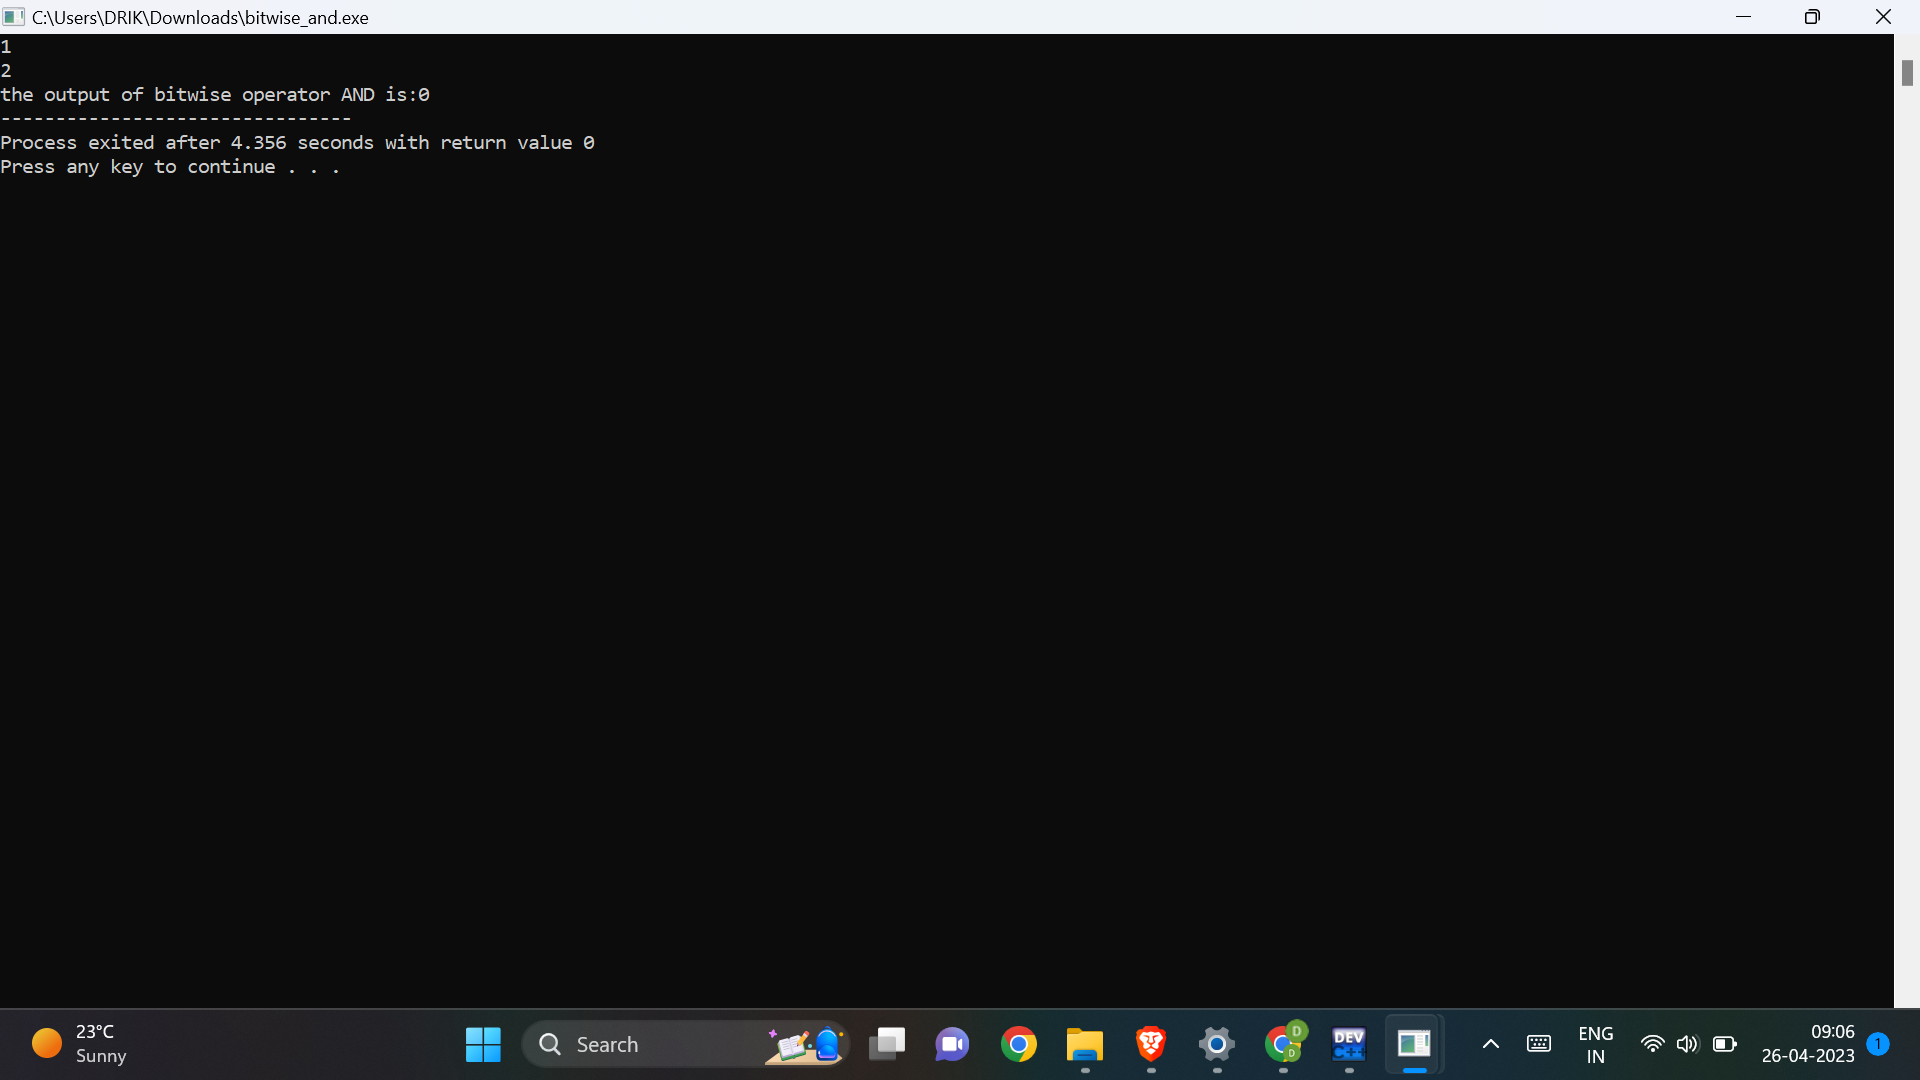 C:\Users\DRIK\Downloads\bitwise_and.exe
1
2
the output of bitwise operator AND is:0
--------------------------------
Process exited after 4.356 seconds with return value 0
Press any key to continue . . .
23°C
Sunny
Search
D
D
DEV
C++
ENG
IN
09:06
26-04-2023
1